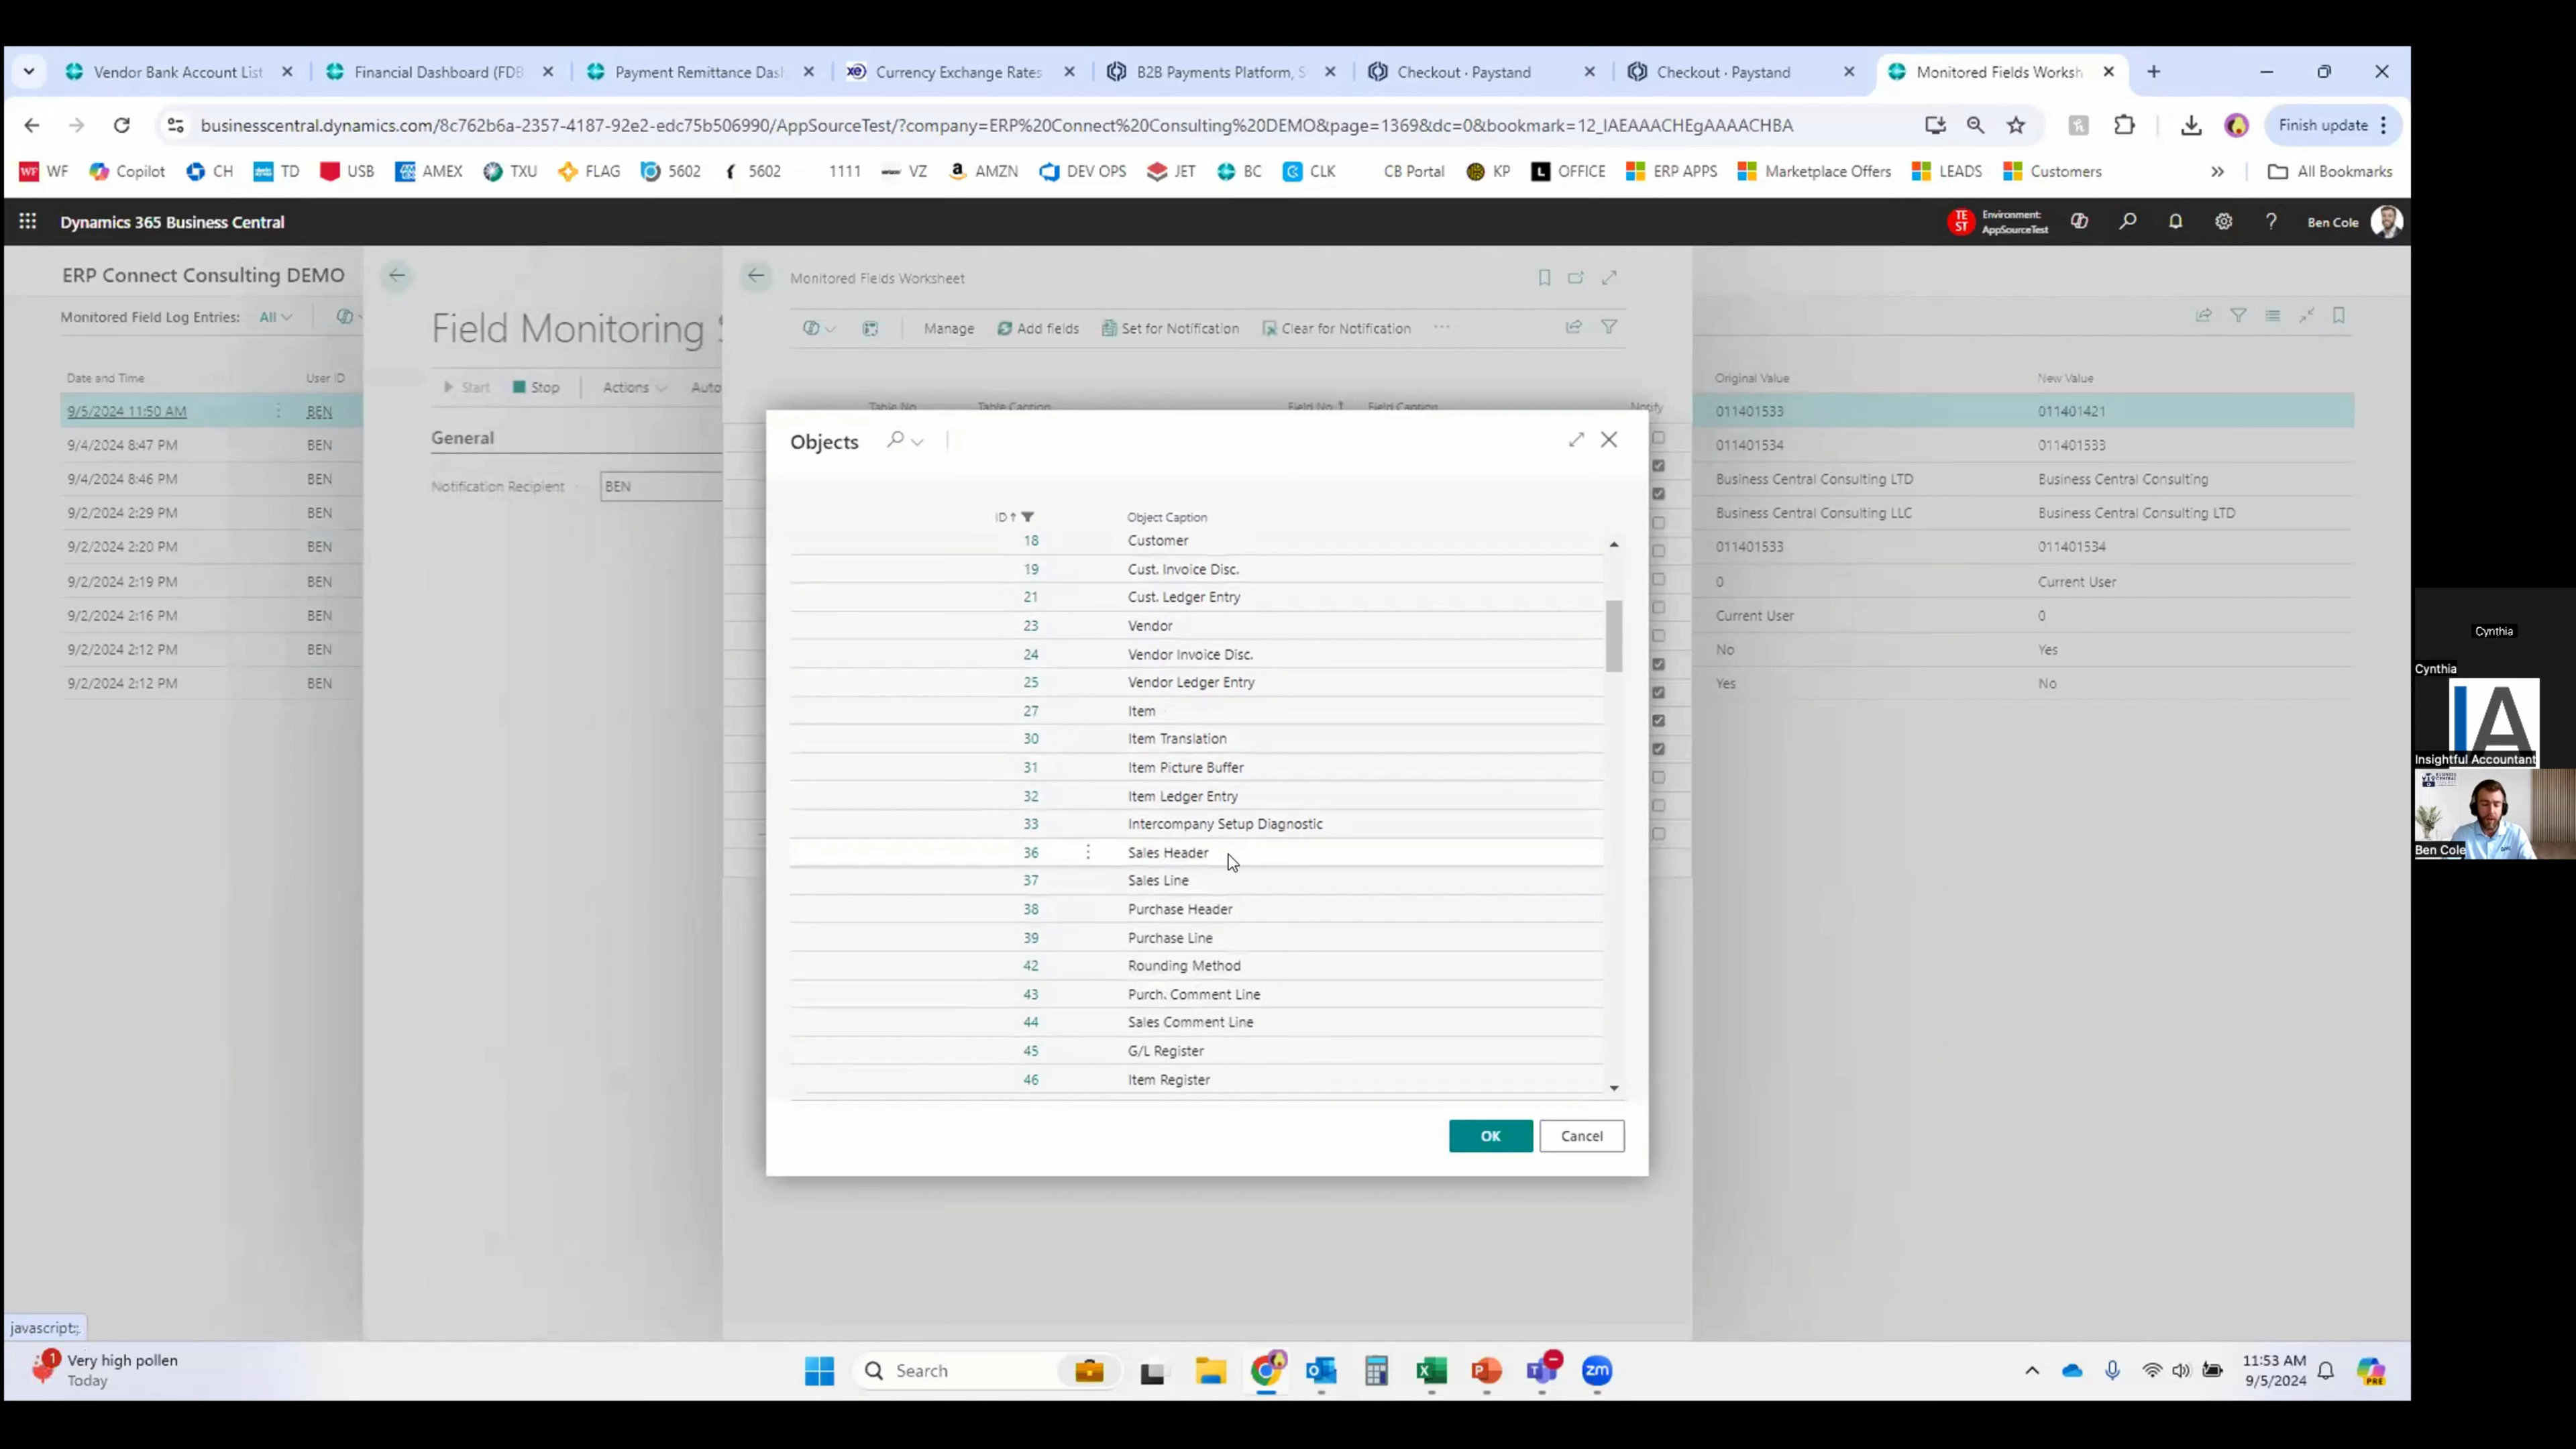 Vendor Bank Account List
Financial Dashboard (FDB
Payment Remittance Das
Currency Exchange Rates
B2B Payments Platform, S
Checkout · Paystand
Checkout · Paystand
Monitored Fields Worksh
businesscentral.dynamics.com/8c762b6a-2357-4187-92e2-edc75b506990/AppSourceTest/?company=ERP%20Connect%20Consulting%20DEMO&page=1369&dc=0&bookmark=12_IAEAAACHEgAAAACHBA
Finish update
WF WF Copilot CH TD USB AMEX TXU FLAG 5602 5602 1111 VZ AMZN DEV OPS JET BC CLK CB Portal KP OFFICE ERP APPS Marketplace Offers LEADS Customers All Bookmarks
Dynamics 365 Business Central
TEST
Environment:
AppSourceTest
Ben Cole
ERP Connect Consulting DEMO
Monitored Fields Worksheet
Monitored Field Log Entries: All
Field Monitoring S
Manage Add fields Set for Notification Clear for Notification
Date and Time User ID
Start Stop Actions Auto
Original Value New Value
Table No. Table Caption Field No. ↑ Field Caption Notify
9/5/2024 11:50 AM BEN
011401533 011401421
General
9/4/2024 8:47 PM BEN
011401534 011401533
9/4/2024 8:46 PM BEN
Notification Recipient BEN
Business Central Consulting LTD Business Central Consulting
9/2/2024 2:29 PM BEN
Business Central Consulting LLC Business Central Consulting LTD
9/2/2024 2:20 PM BEN
011401533 011401534
9/2/2024 2:19 PM BEN
0 Current User
9/2/2024 2:16 PM BEN
Current User 0
9/2/2024 2:12 PM BEN
No Yes
9/2/2024 2:12 PM BEN
Yes No
Objects
ID ↑ Object Caption
18 Customer
19 Cust. Invoice Disc.
21 Cust. Ledger Entry
23 Vendor
24 Vendor Invoice Disc.
25 Vendor Ledger Entry
27 Item
30 Item Translation
31 Item Picture Buffer
32 Item Ledger Entry
33 Intercompany Setup Diagnostic
36 Sales Header
37 Sales Line
38 Purchase Header
39 Purchase Line
42 Rounding Method
43 Purch. Comment Line
44 Sales Comment Line
45 G/L Register
46 Item Register
OK Cancel
Cynthia
Cynthia
IA
Insightful Accountant
Ben Cole
javascript:;
1
Very high pollen
Today
Search
zm
11:53 AM
9/5/2024
PRE